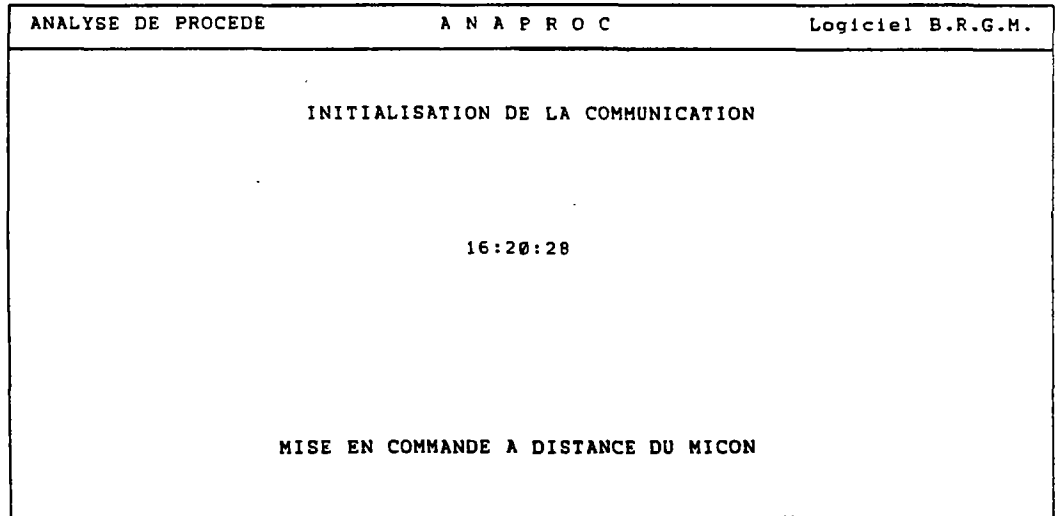 ANALYSE DE PROCEDE A N A P R O C Logiciel B.R.G.M.
INITIALISATION DE LA COMMUNICATION
16:20:28
MISE EN COMMANDE A DISTANCE DU MICON